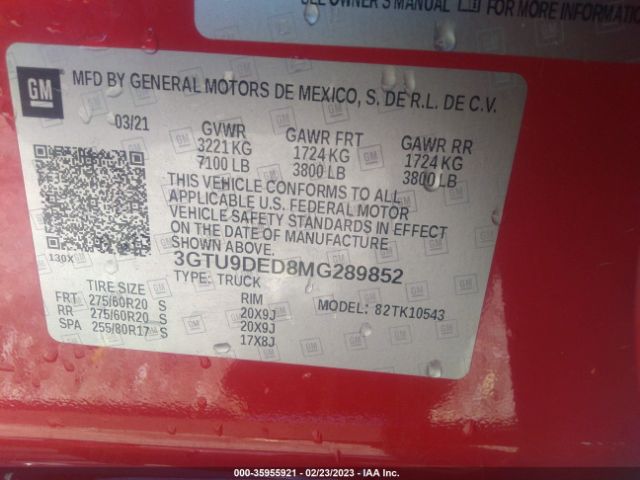 SEE OWNER'S MANUAL FOR MORE INFORMATION
GM
MFD BY GENERAL MOTORS DE MEXICO, S. DE R.L. DE C.V.
03/21 GVWR GAWR FRT GAWR RR
3221 KG 1724 KG 1724 KG
7100 LB 3800 LB 3800 LB
THIS VEHICLE CONFORMS TO ALL
APPLICABLE U.S. FEDERAL MOTOR
VEHICLE SAFETY STANDARDS IN EFFECT
ON THE DATE OF MANUFACTURE
SHOWN ABOVE.
130X
3GTU9DED8MG289852
TYPE: TRUCK
TIRE SIZE RIM MODEL: 82TK10543
FRT 275/60R20 S 20X9J
RR 275/60R20 S 20X9J
SPA 255/80R17 S 17X8J
000-35955921 - 02/23/2023 - IAA Inc.